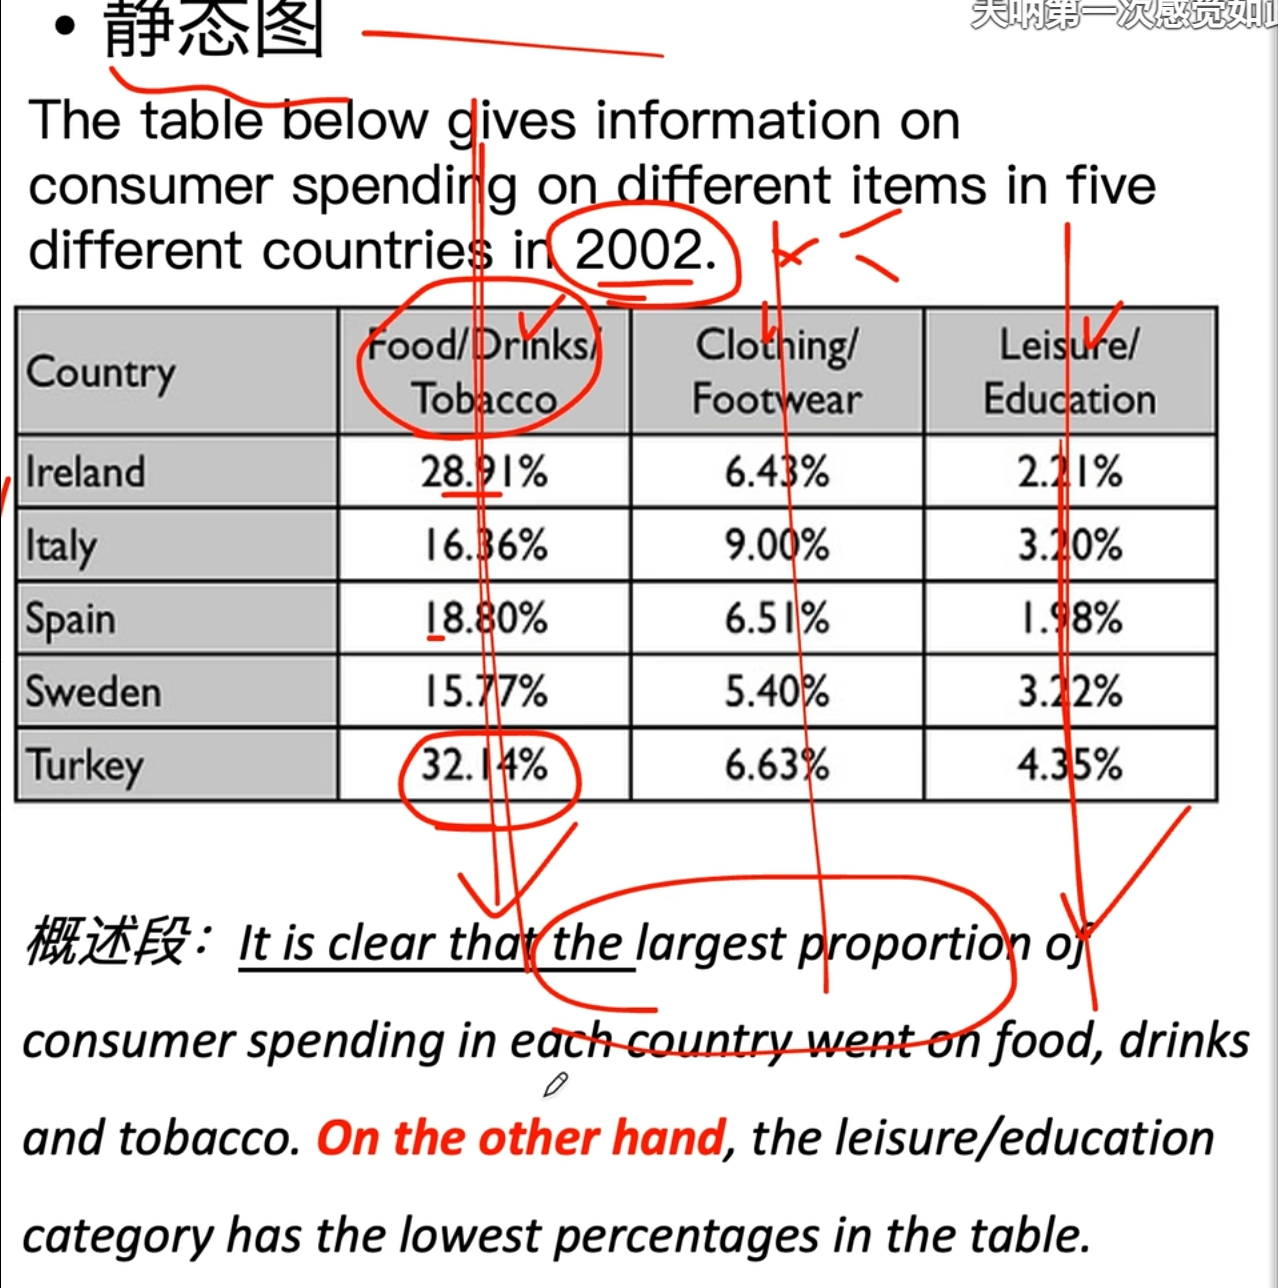 天呐第一次感觉如此
• 静态图
The table below gives information on
consumer spending on different items in five
different countries in 2002.
Country Food/Drinks/ Tobacco Clothing/ Footwear Leisure/ Education
Ireland 28.91% 6.43% 2.21%
Italy 16.36% 9.00% 3.20%
Spain 18.80% 6.51% 1.98%
Sweden 15.77% 5.40% 3.22%
Turkey 32.14% 6.63% 4.35%
概述段：It is clear that the largest proportion of
consumer spending in each country went on food, drinks
and tobacco. On the other hand, the leisure/education
category has the lowest percentages in the table.